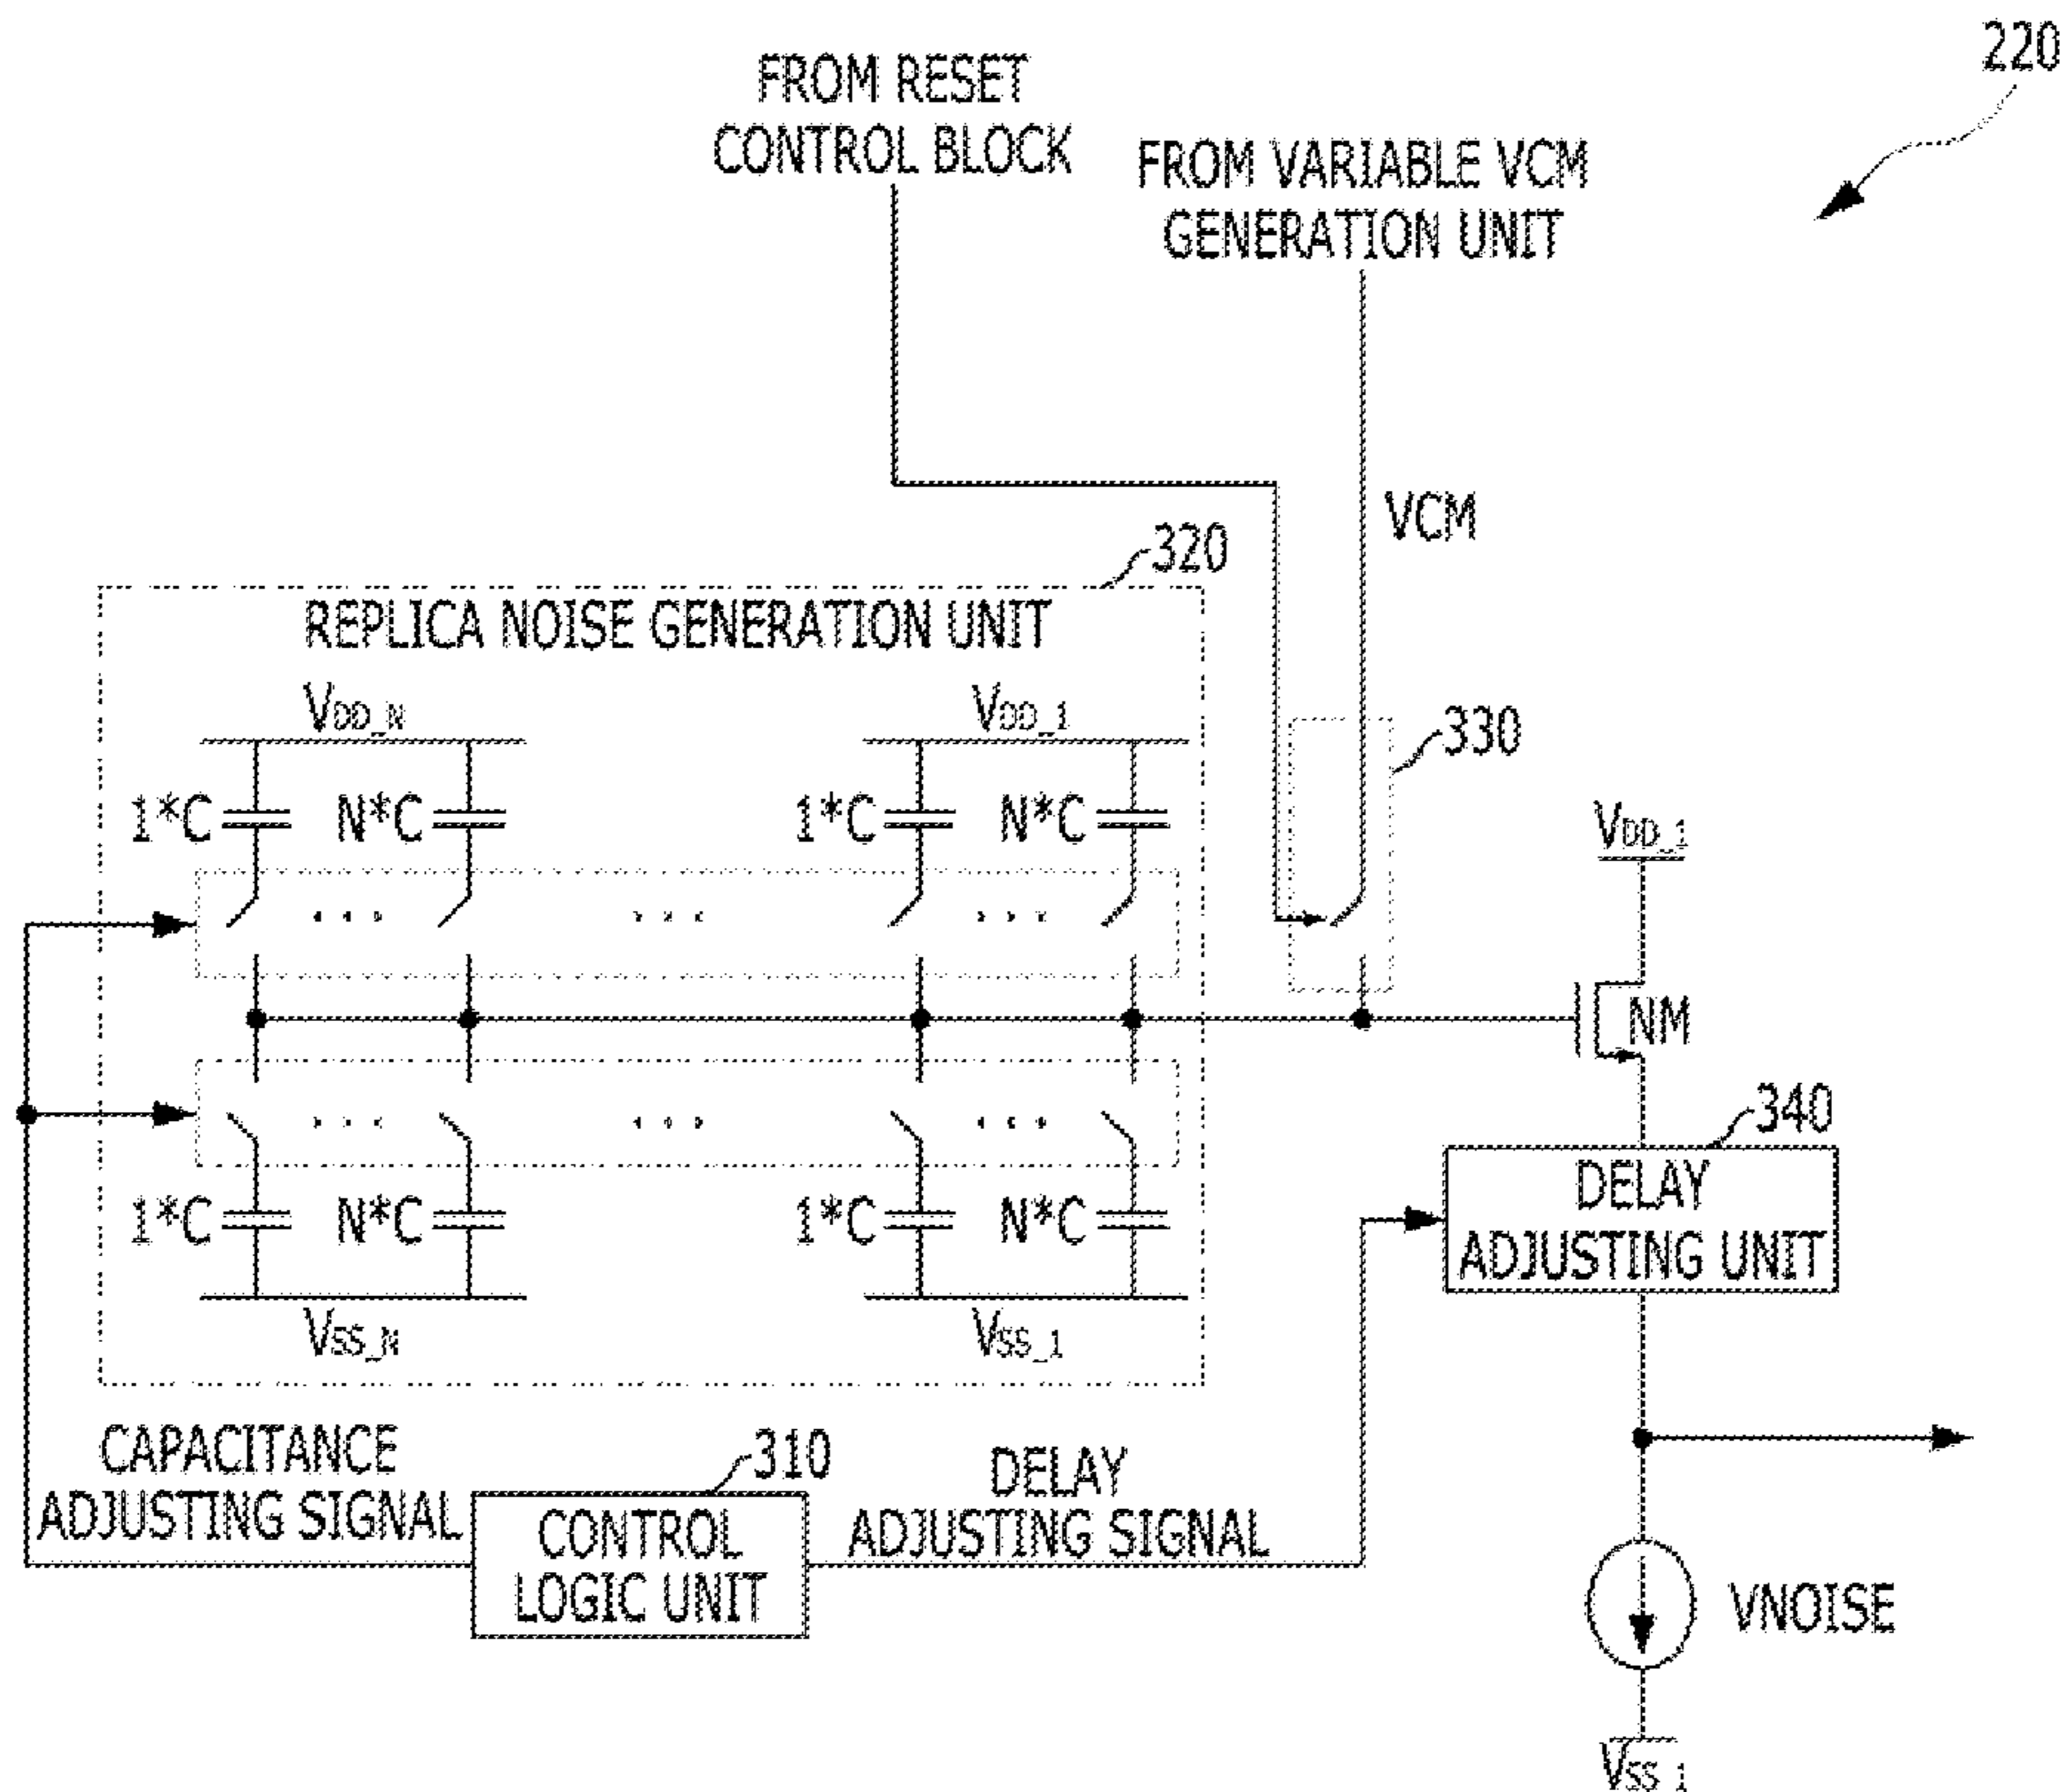 220
FROM RESET
CONTROL BLOCK
FROM VARIABLE VCM
GENERATION UNIT
VCM
320
REPLICA NOISE GENERATION UNIT
VDD_N
VDD_1
330
1*C
N*C
1*C
N*C
VDD_1
NM
340
DELAY
ADJUSTING UNIT
1*C
N*C
1*C
N*C
VSS_N
VSS_1
CAPACITANCE
ADJUSTING SIGNAL
310
CONTROL
LOGIC UNIT
DELAY
ADJUSTING SIGNAL
VNOISE
VSS_1